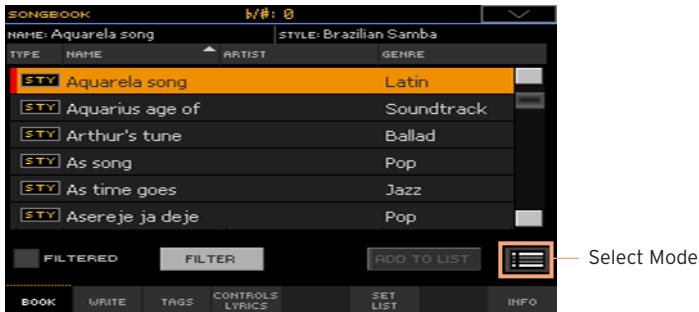 SONGBOOK b/#: 0
NAME: Aquarela song STYLE: Brazilian Samba
TYPE NAME ARTIST GENRE
STY Aquarela song Latin
STY Aquarius age of Soundtrack
STY Arthur's tune Ballad
STY As song Pop
STY As time goes Jazz
STY Asereje ja deje Pop
FILTERED FILTER ADD TO LIST Select Mode
BOOK WRITE TAGS CONTROLS LYRICS SET LIST INFO